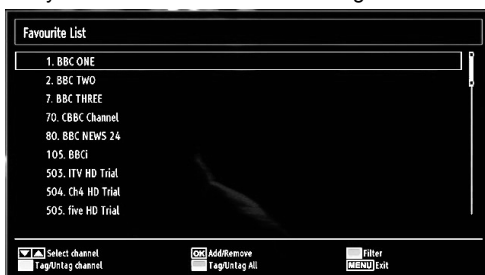 Favourite List
1. BBC ONE
2. BBC TWO
7. BBC THREE
70. CBBC Channel
80. BBC NEWS 24
105. BBCi
503. ITV HD Trial
504. Ch4 HD Trial
505. five HD Trial
Select channel OK Add/Remove Filter
Tag/Untag channel Tag/Untag All MENU Exit